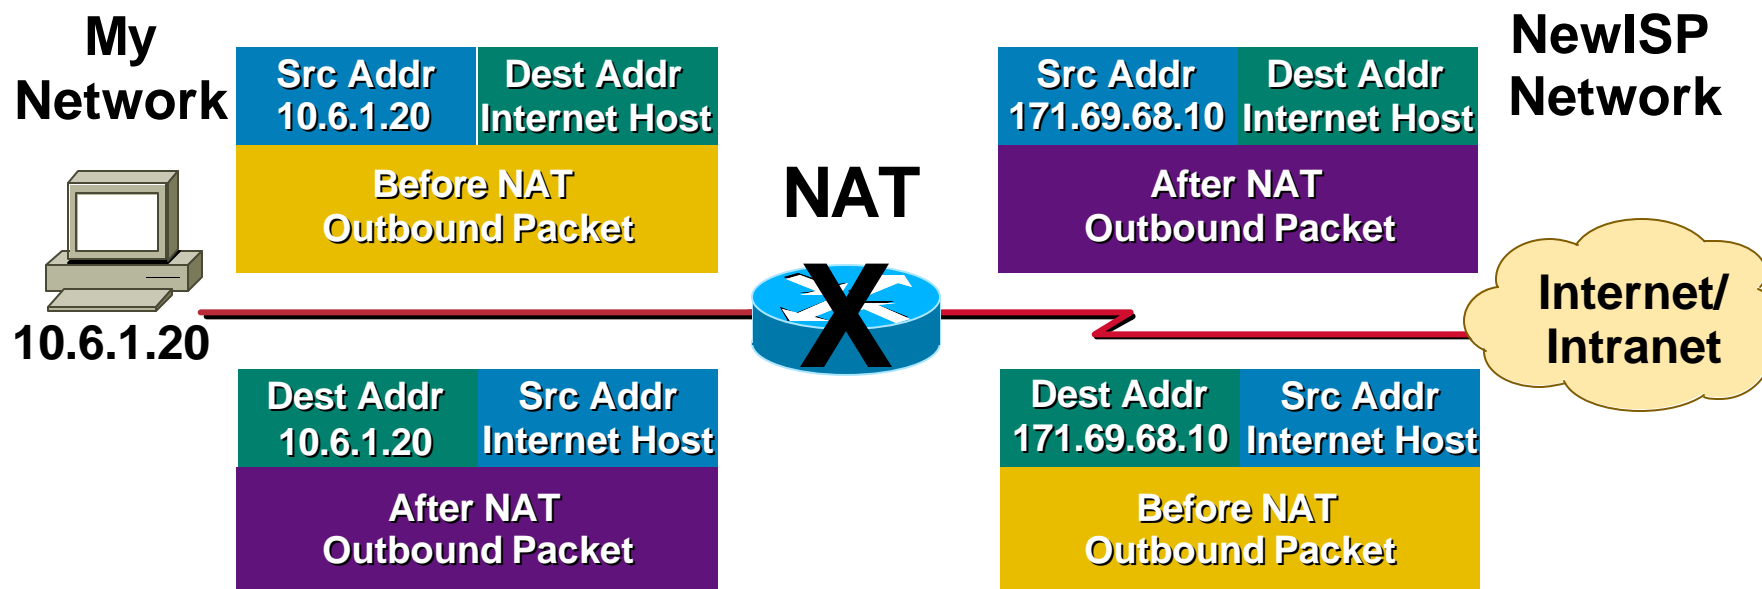 My
Network
Src Addr
10.6.1.20
Dest Addr
Internet Host
Before NAT
Outbound Packet
NAT
X
Src Addr
171.69.68.10
Dest Addr
Internet Host
After NAT
Outbound Packet
NewISP
Network
10.6.1.20
Internet/
Intranet
Dest Addr
10.6.1.20
Src Addr
Internet Host
After NAT
Outbound Packet
Dest Addr
171.69.68.10
Src Addr
Internet Host
Before NAT
Outbound Packet